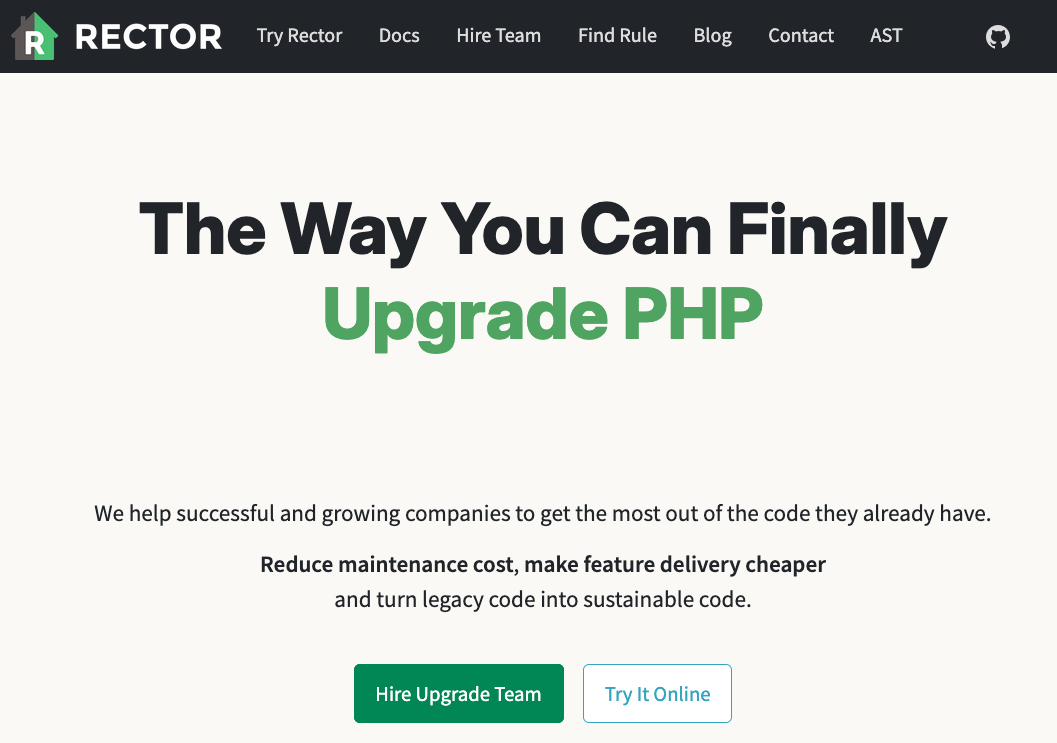 R RECTOR Try Rector Docs Hire Team Find Rule Blog Contact AST
The Way You Can Finally
Upgrade PHP
We help successful and growing companies to get the most out of the code they already have.
Reduce maintenance cost, make feature delivery cheaper
and turn legacy code into sustainable code.
Hire Upgrade Team Try It Online